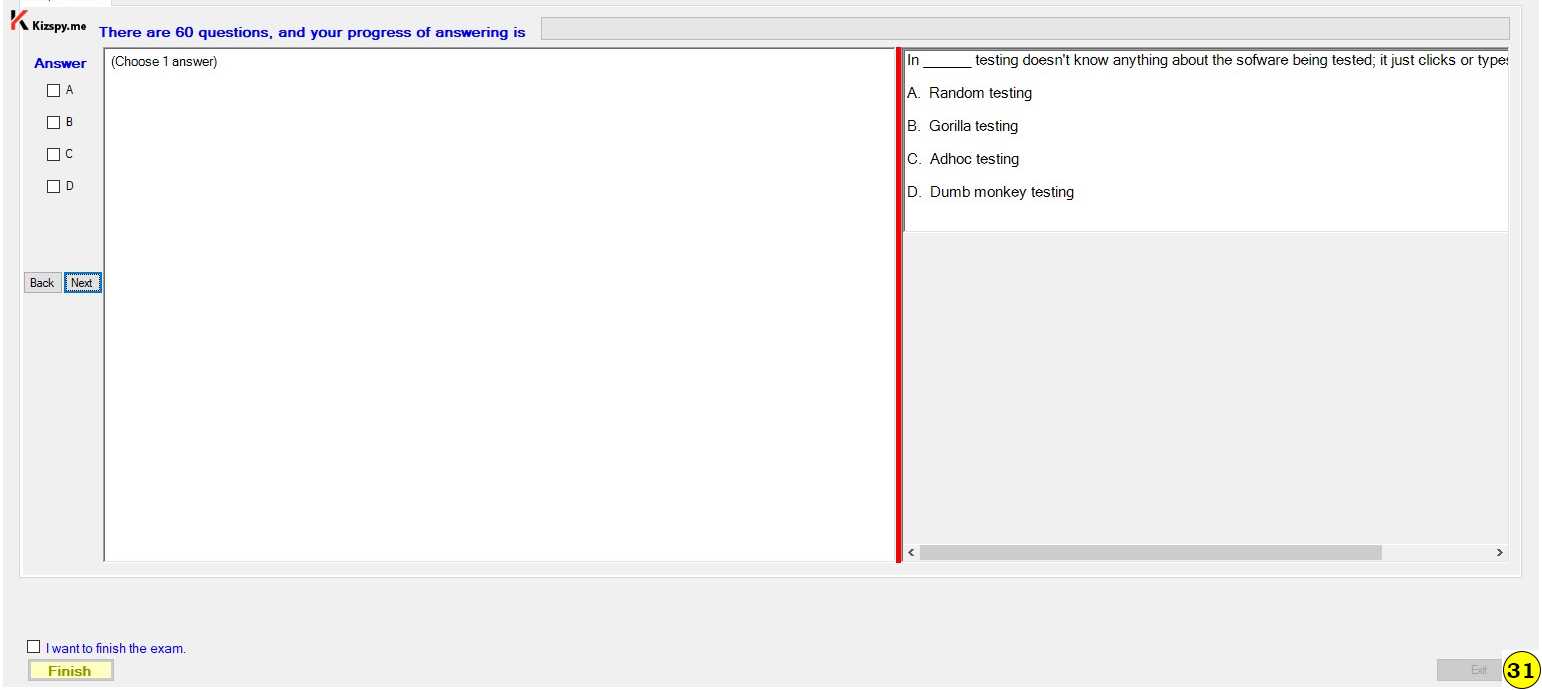 Kizspy.me
There are 60 questions, and your progress of answering is
Answer
A
B
C
D
Back
Next
(Choose 1 answer)
In ______ testing doesn't know anything about the sofware being tested; it just clicks or types
A. Random testing
B. Gorilla testing
C. Adhoc testing
D. Dumb monkey testing
I want to finish the exam.
Finish
Exit
31